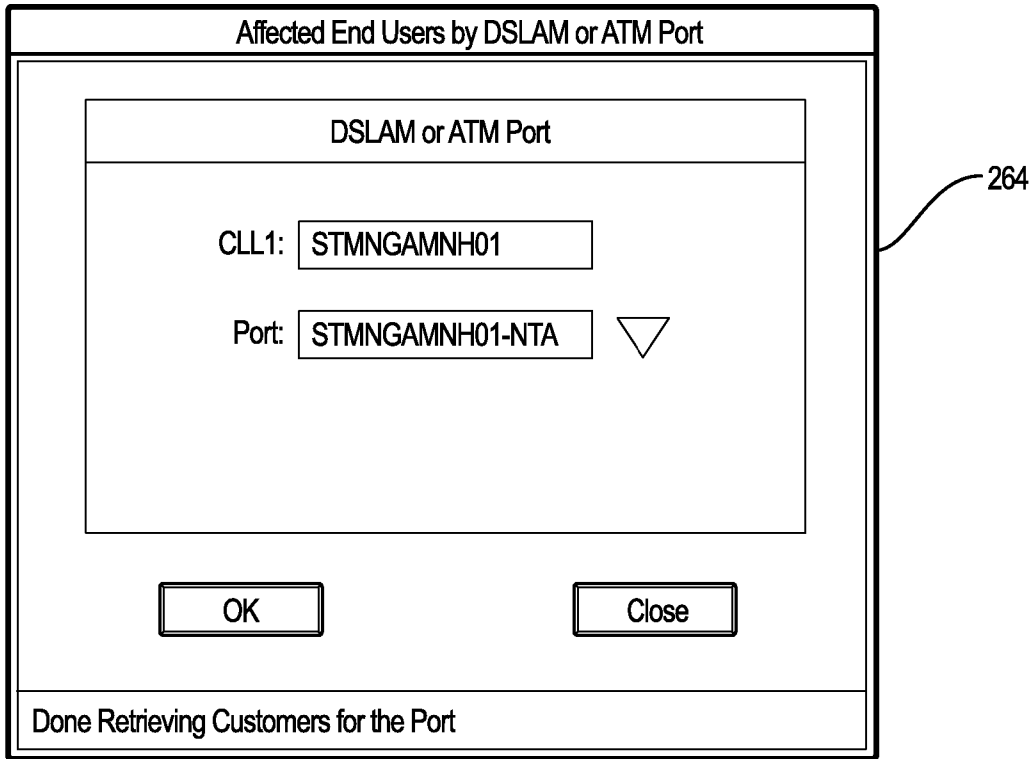 Affected End Users by DSLAM or ATM Port
DSLAM or ATM Port
264
CLL1: STMNGAMNH01
Port: STMNGAMNH01-NTA
OK Close
Done Retrieving Customers for the Port